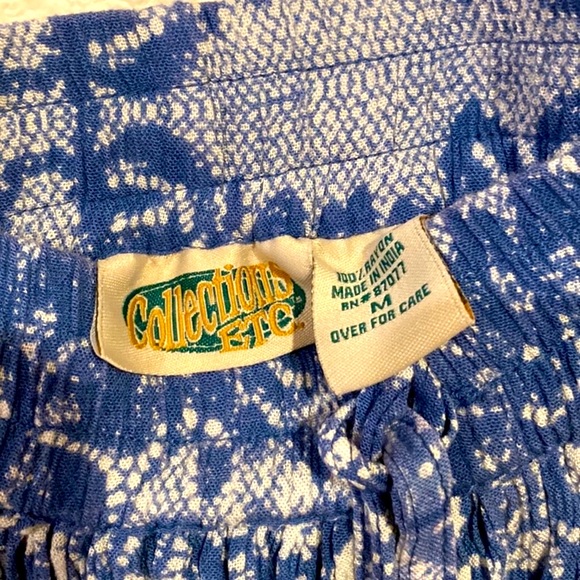 Collections
ETC.
100% RAYON
MADE IN INDIA
RN# 87077
M
OVER FOR CARE